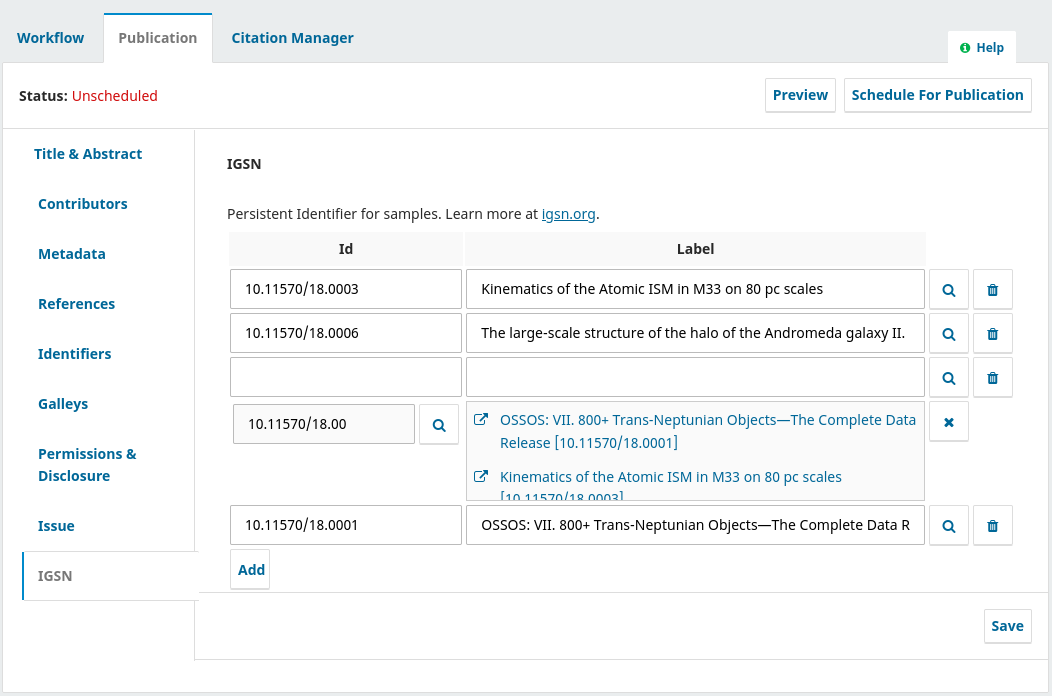 Workflow
Publication
Citation Manager
Help
Status: Unscheduled
Preview
Schedule For Publication
Title & Abstract
Contributors
Metadata
References
Identifiers
Galleys
Permissions &
Disclosure
Issue
IGSN
IGSN
Persistent Identifier for samples. Learn more at igsn.org.
Id
Label
10.11570/18.0003
Kinematics of the Atomic ISM in M33 on 80 pc scales
10.11570/18.0006
The large-scale structure of the halo of the Andromeda galaxy II.
10.11570/18.00
OSSOS: VII. 800+ Trans-Neptunian Objects—The Complete Data
Release [10.11570/18.0001]
Kinematics of the Atomic ISM in M33 on 80 pc scales
[10.11570/18.0003]
10.11570/18.0001
OSSOS: VII. 800+ Trans-Neptunian Objects—The Complete Data R
Add
Save